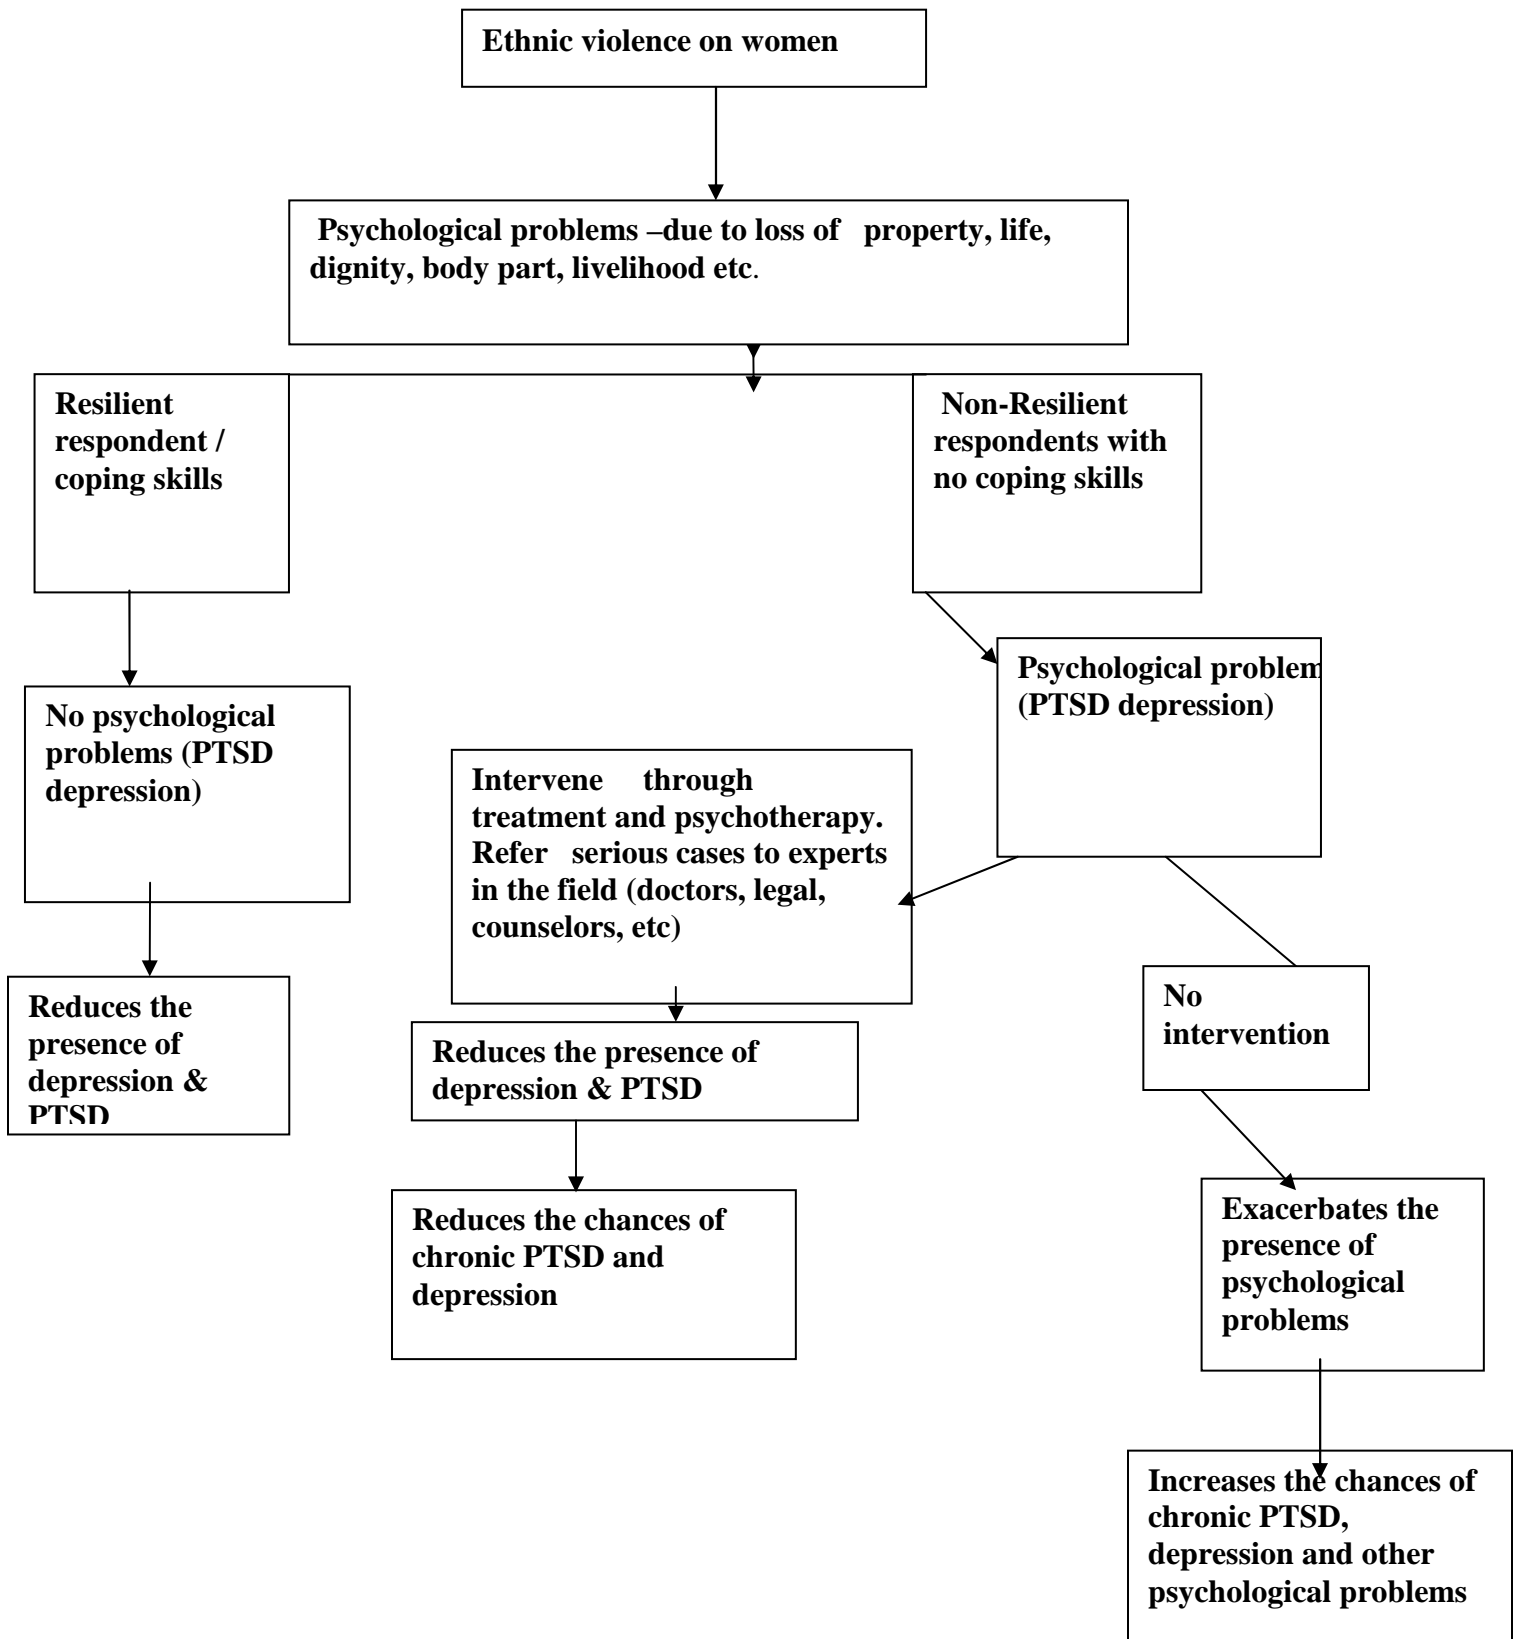 Ethnic violence on women
Psychological problems –due to loss of property, life,
dignity, body part, livelihood etc.
Resilient
respondent /
coping skills
Non-Resilient
respondents with
no coping skills
No psychological
problems (PTSD
depression)
Psychological problem
(PTSD depression)
Intervene through
treatment and psychotherapy.
Refer serious cases to experts
in the field (doctors, legal,
counselors, etc)
Reduces the
presence of
depression &
PTSD
Reduces the presence of
depression & PTSD
No
intervention
Reduces the chances of
chronic PTSD and
depression
Exacerbates the
presence of
psychological
problems
Increases the chances of
chronic PTSD,
depression and other
psychological problems